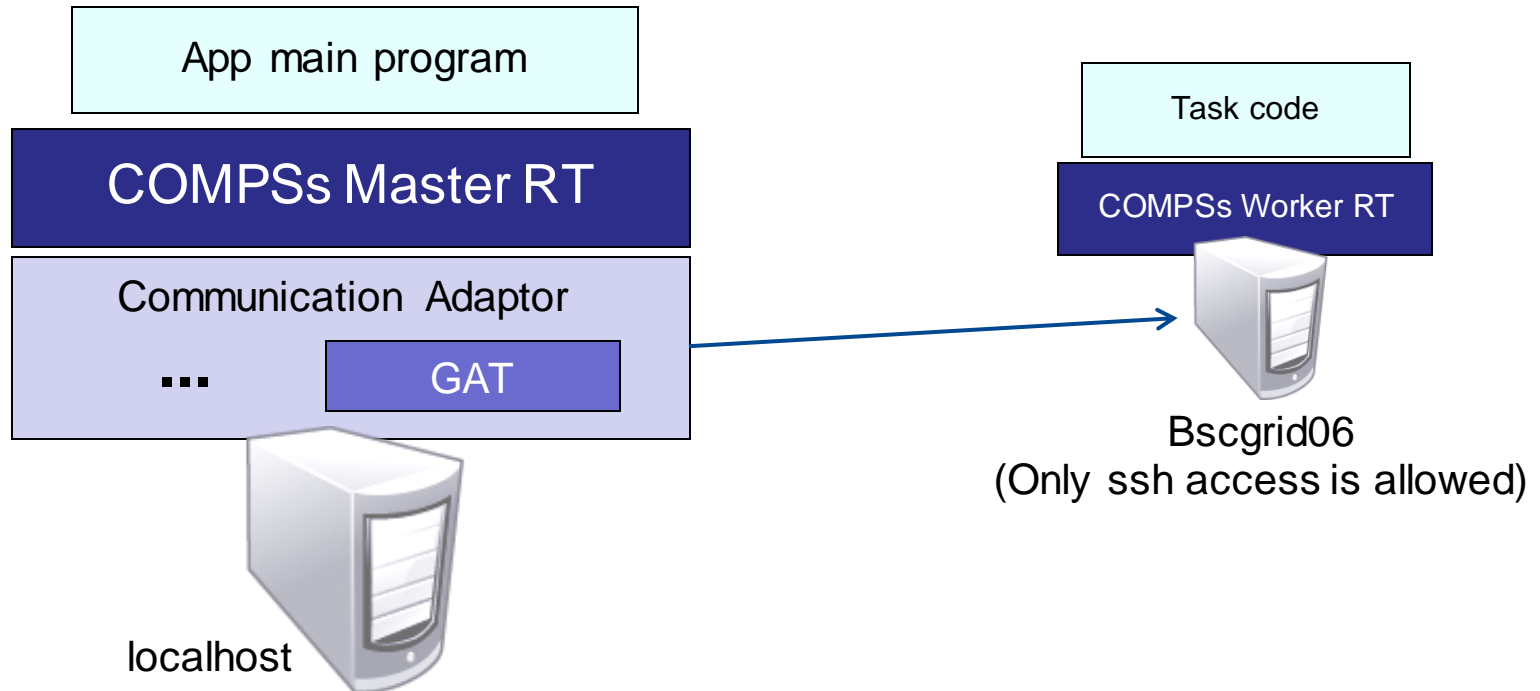 App main program
COMPSs Master RT
Communication Adaptor
... GAT
localhost
Task code
COMPSs Worker RT
Bscgrid06
(Only ssh access is allowed)